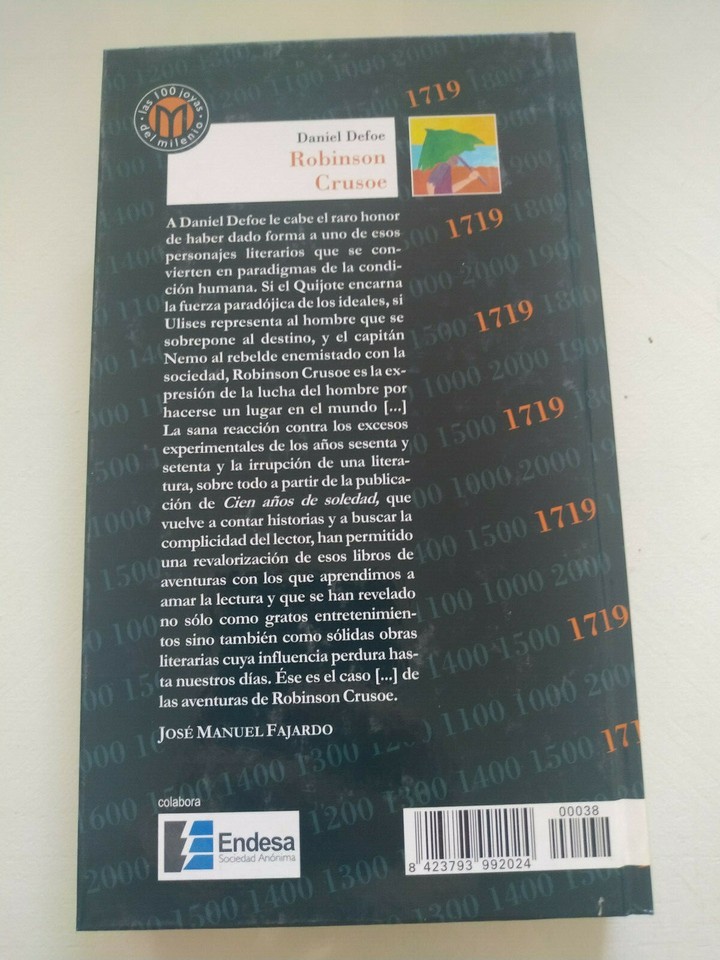 las 100 joyas
M
del milenio
Daniel Defoe
Robinson
Crusoe
1719
A Daniel Defoe le cabe el raro honor
de haber dado forma a uno de esos
personajes literarios que se con-
vierten en paradigmas de la condi-
ción humana. Si el Quijote encarna
la fuerza paradójica de los ideales, si
Ulises representa al hombre que se
sobrepone al destino, y el capitán
Nemo al rebelde enemistado con la
sociedad, Robinson Crusoe es la ex-
presión de la lucha del hombre por
hacerse un lugar en el mundo [...]
La sana reacción contra los excesos
experimentales de los años sesenta y
setenta y la irrupción de una litera-
tura, sobre todo a partir de la publica-
ción de Cien años de soledad, que
vuelve a contar historias y a buscar la
complicidad del lector, han permitido
una revalorización de esos libros de
aventuras con los que aprendimos a
amar la lectura y que se han revelado
no sólo como gratos entretenimien-
tos sino también como sólidas obras
literarias cuya influencia perdura has-
ta nuestros días. Ése es el caso [...] de
las aventuras de Robinson Crusoe.
JOSÉ MANUEL FAJARDO
1719
1719
1719
1719
1719
171
colabora
Endesa
Sociedad Anónima
00038
8 423793 992024